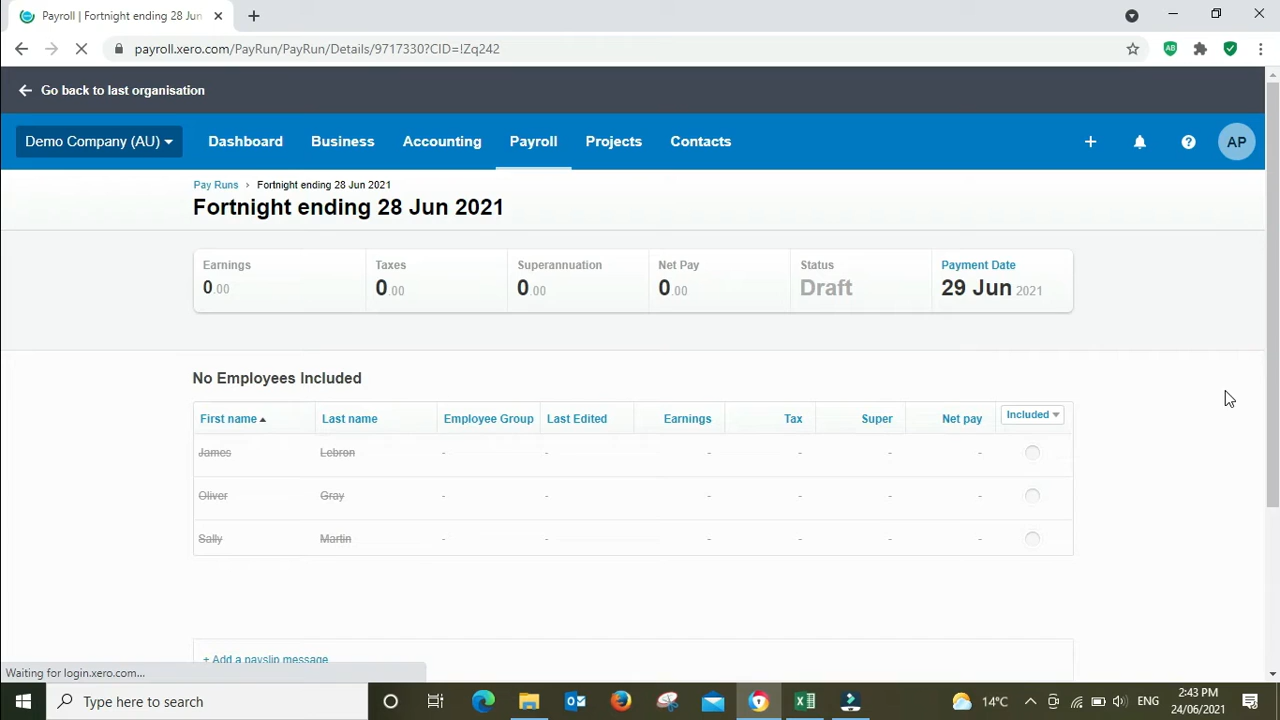 Payroll | Fortnight ending 28 Jun
payroll.xero.com/PayRun/PayRun/Details/9717330?CID=!Zq242
AB
Go back to last organisation
Demo Company (AU) Dashboard Business Accounting Payroll Projects Contacts + ? AP
Pay Runs › Fortnight ending 28 Jun 2021
Fortnight ending 28 Jun 2021
Earnings Taxes Superannuation Net Pay Status Payment Date
0.00 0.00 0.00 0.00 Draft 29 Jun 2021
No Employees Included
First name Last name Employee Group Last Edited Earnings Tax Super Net pay Included
James Lebron - - - - - -
Oliver Gray - - - - - -
Sally Martin - - - - - -
+ Add a payslip message
Waiting for login.xero.com...
Type here to search 14°C ENG 2:43 PM
24/06/2021